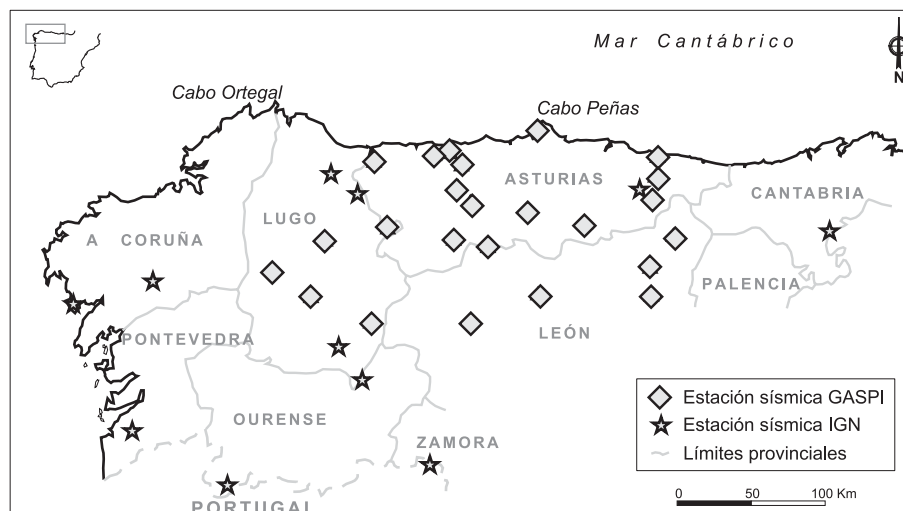 Mar Cantábrico
N
Cabo Ortegal
Cabo Peñas
ASTURIAS
CANTABRIA
LUGO
A CORUÑA
PALENCIA
PONTEVEDRA
LEÓN
OURENSE
ZAMORA
PORTUGAL
Estación sísmica GASPI
Estación sísmica IGN
Límites provinciales
0 50 100 Km